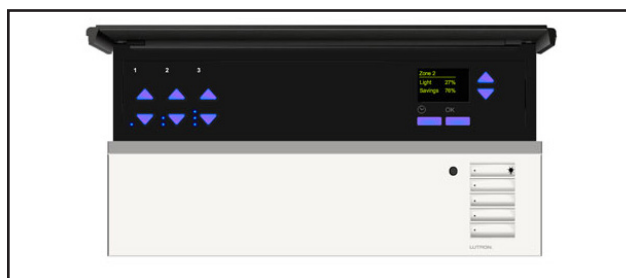 1 2 3
Zone 2
Light 27%
Savings 76%
OK
LUTRON